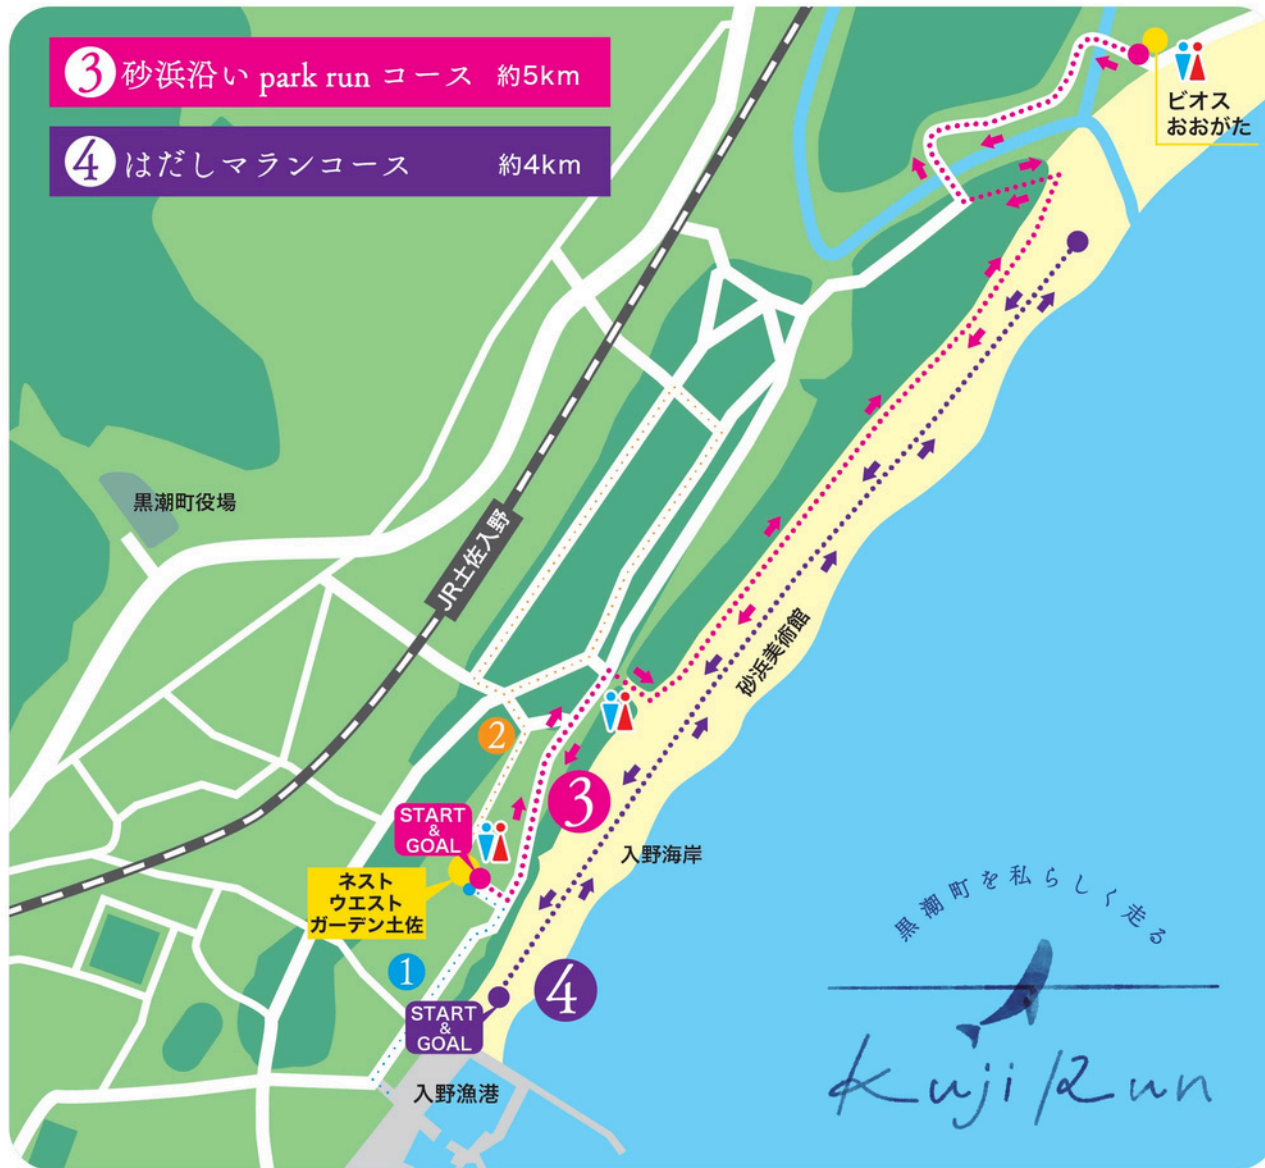 3 砂浜沿い park run コース 約5km
4 はだしマランコース 約4km
ビオス
おおがた
黒潮町役場
JR土佐入野
砂浜美術館
2
3
START
&
GOAL
ネスト
ウエスト
ガーデン土佐
入野海岸
1
4
START
&
GOAL
入野漁港
黒潮町を私らしく走る
Kuji Run